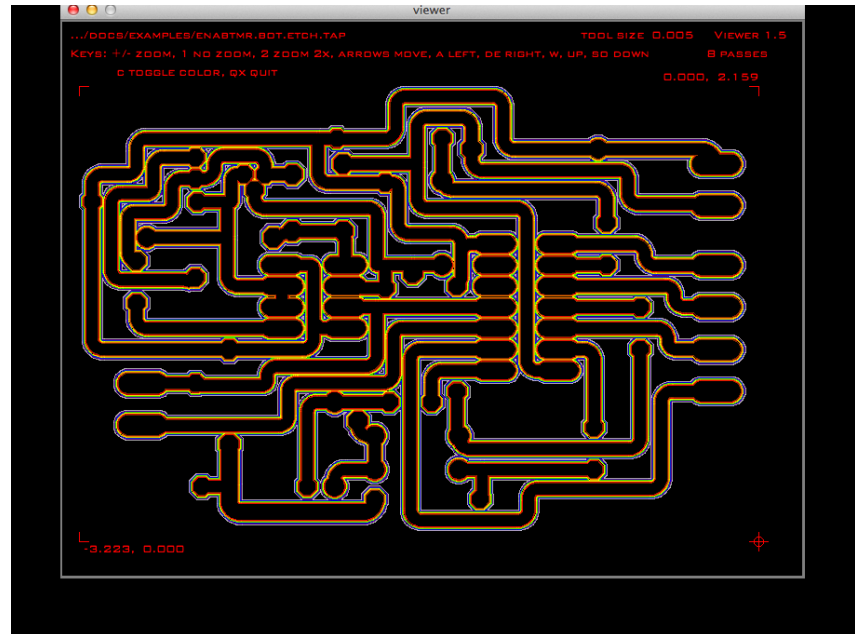 viewer
.../DOCS/EXAMPLES/ENABTMR.BOT.ETCH.TAP TOOL SIZE 0.005 VIEWER 1.5
KEYS: +/- ZOOM, 1 NO ZOOM, 2 ZOOM 2X, ARROWS MOVE, A LEFT, DE RIGHT, W, UP, SO DOWN 8 PASSES
C TOGGLE COLOR, QX QUIT
0.000, 2.159
-3.223, 0.000